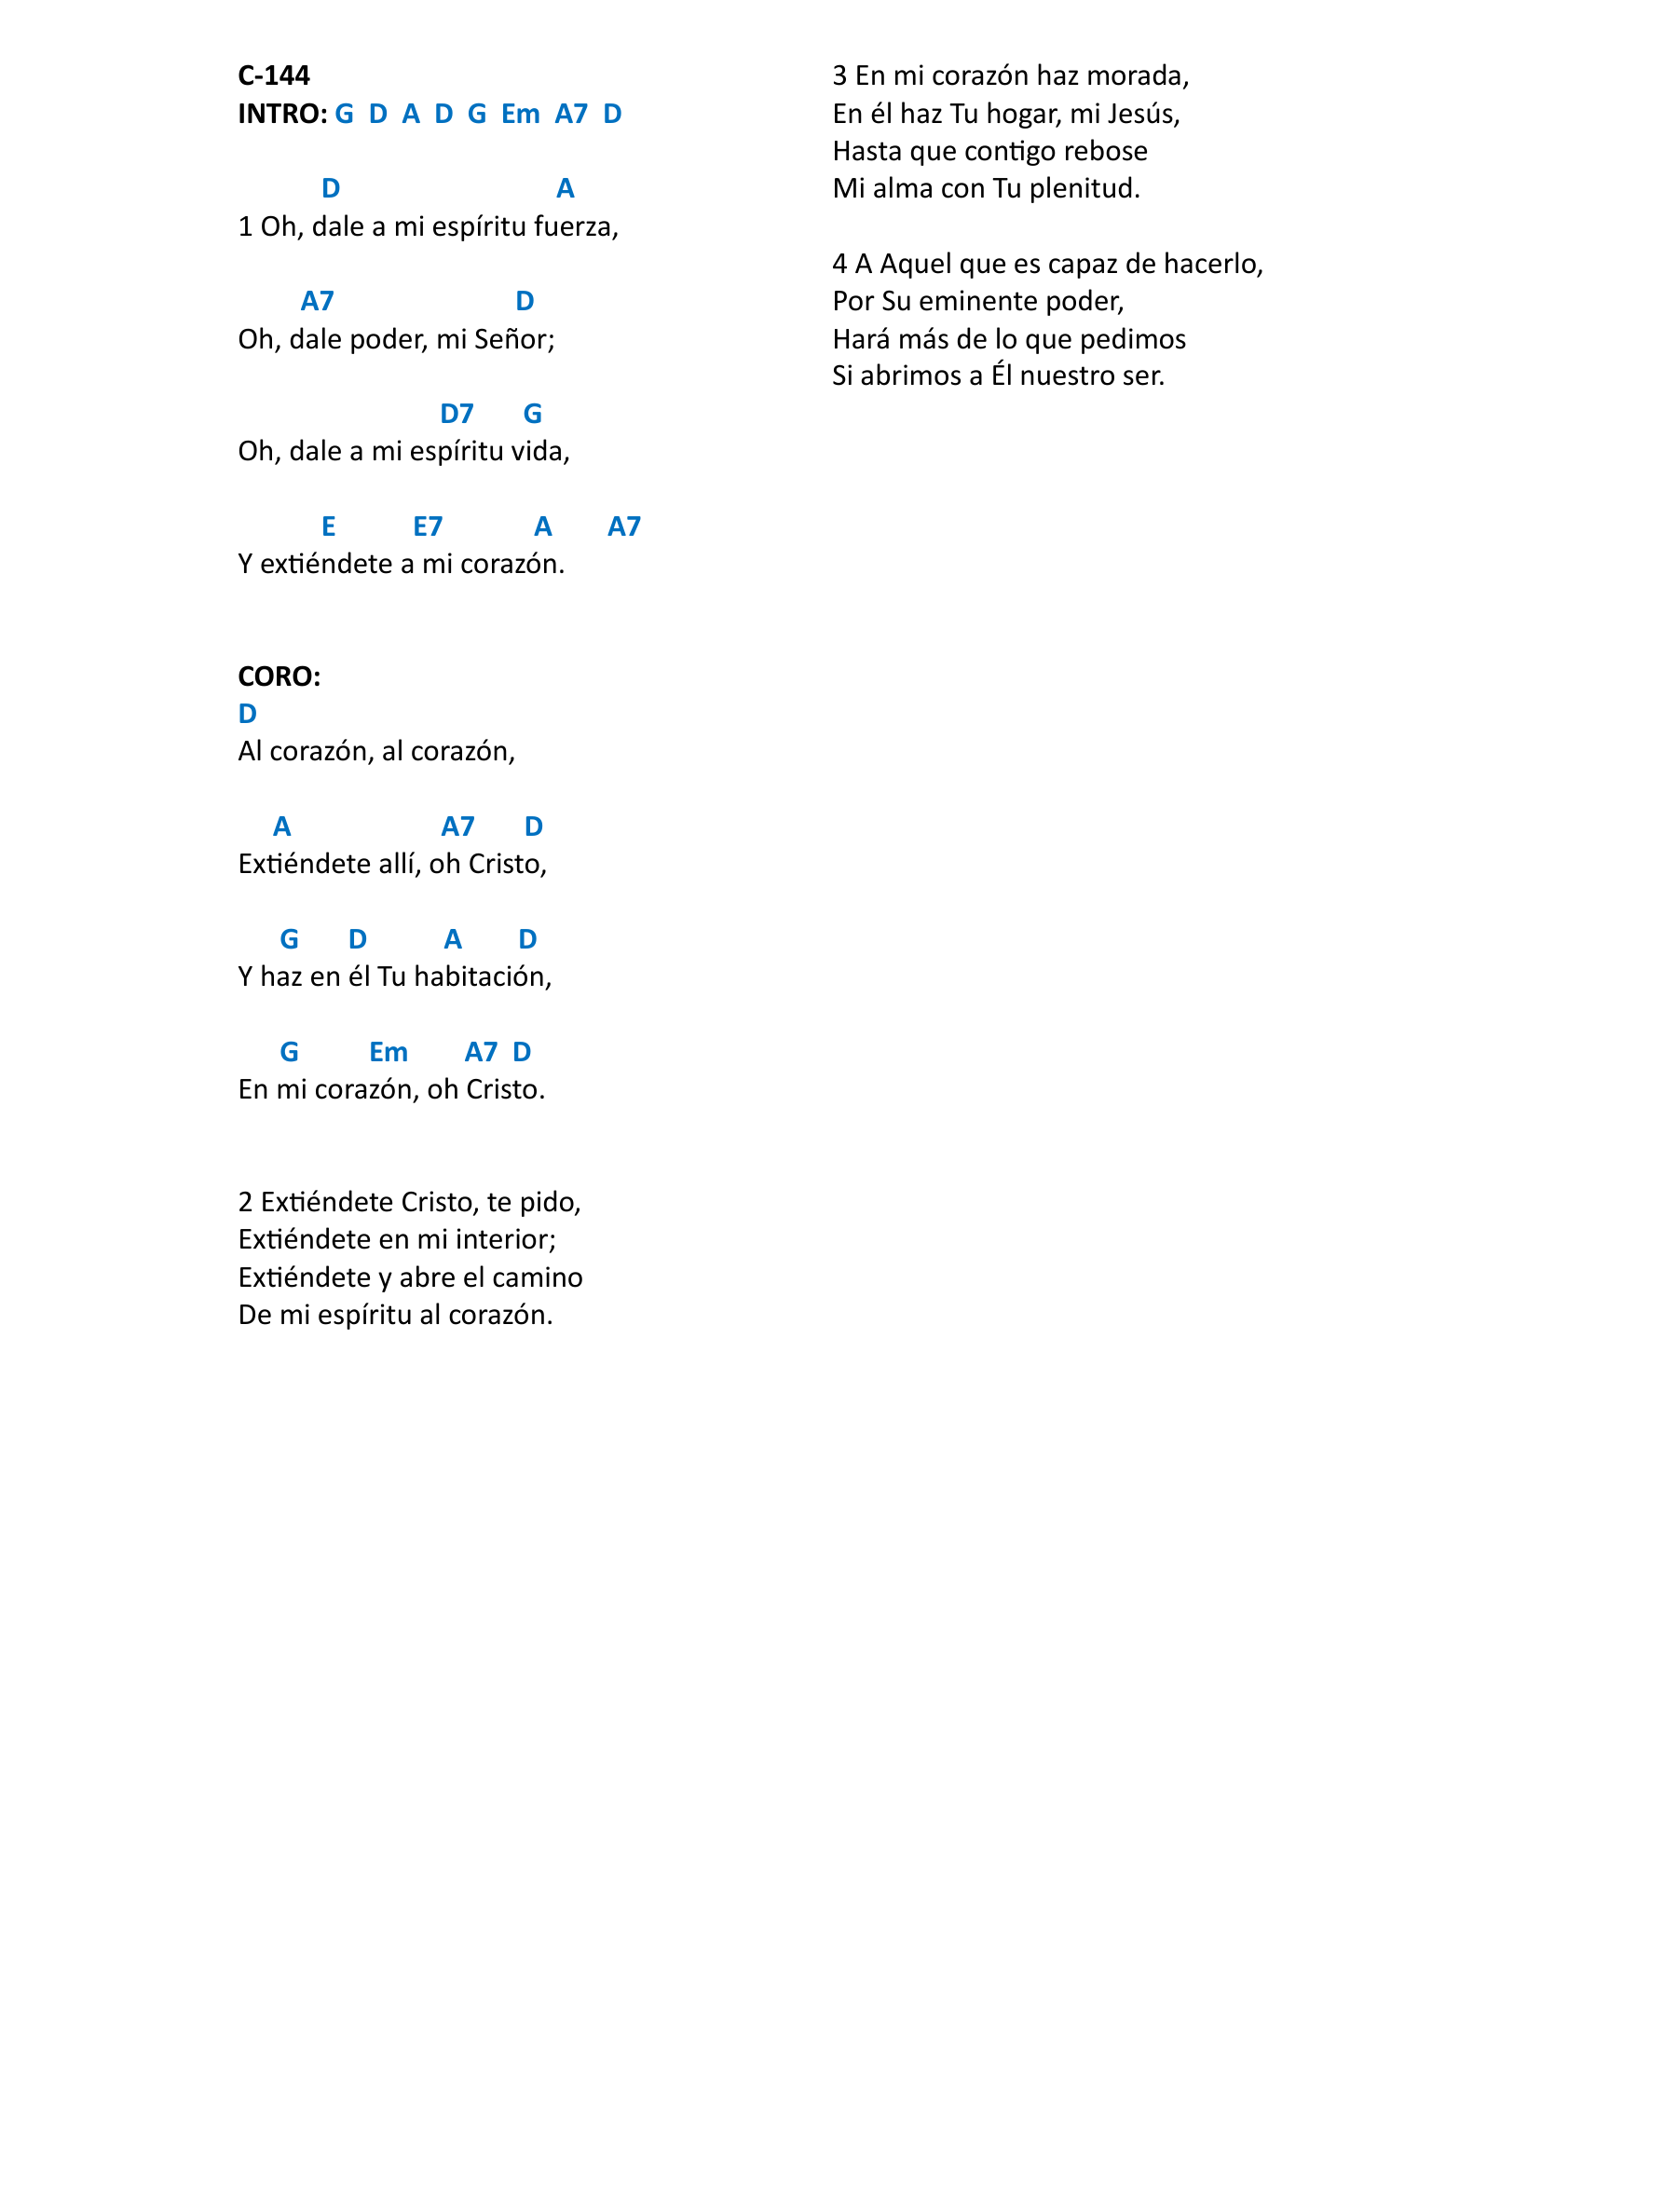 C-144
INTRO: G D A D G Em A7 D
D A
1 Oh, dale a mi espíritu fuerza,
A7 D
Oh, dale poder, mi Señor;
D7 G
Oh, dale a mi espíritu vida,
E E7 A A7
Y extiéndete a mi corazón.
CORO:
D
Al corazón, al corazón,
A A7 D
Extiéndete allí, oh Cristo,
G D A D
Y haz en él Tu habitación,
G Em A7 D
En mi corazón, oh Cristo.
2 Extiéndete Cristo, te pido,
Extiéndete en mi interior;
Extiéndete y abre el camino
De mi espíritu al corazón.
3 En mi corazón haz morada,
En él haz Tu hogar, mi Jesús,
Hasta que contigo rebose
Mi alma con Tu plenitud.
4 A Aquel que es capaz de hacerlo,
Por Su eminente poder,
Hará más de lo que pedimos
Si abrimos a Él nuestro ser.